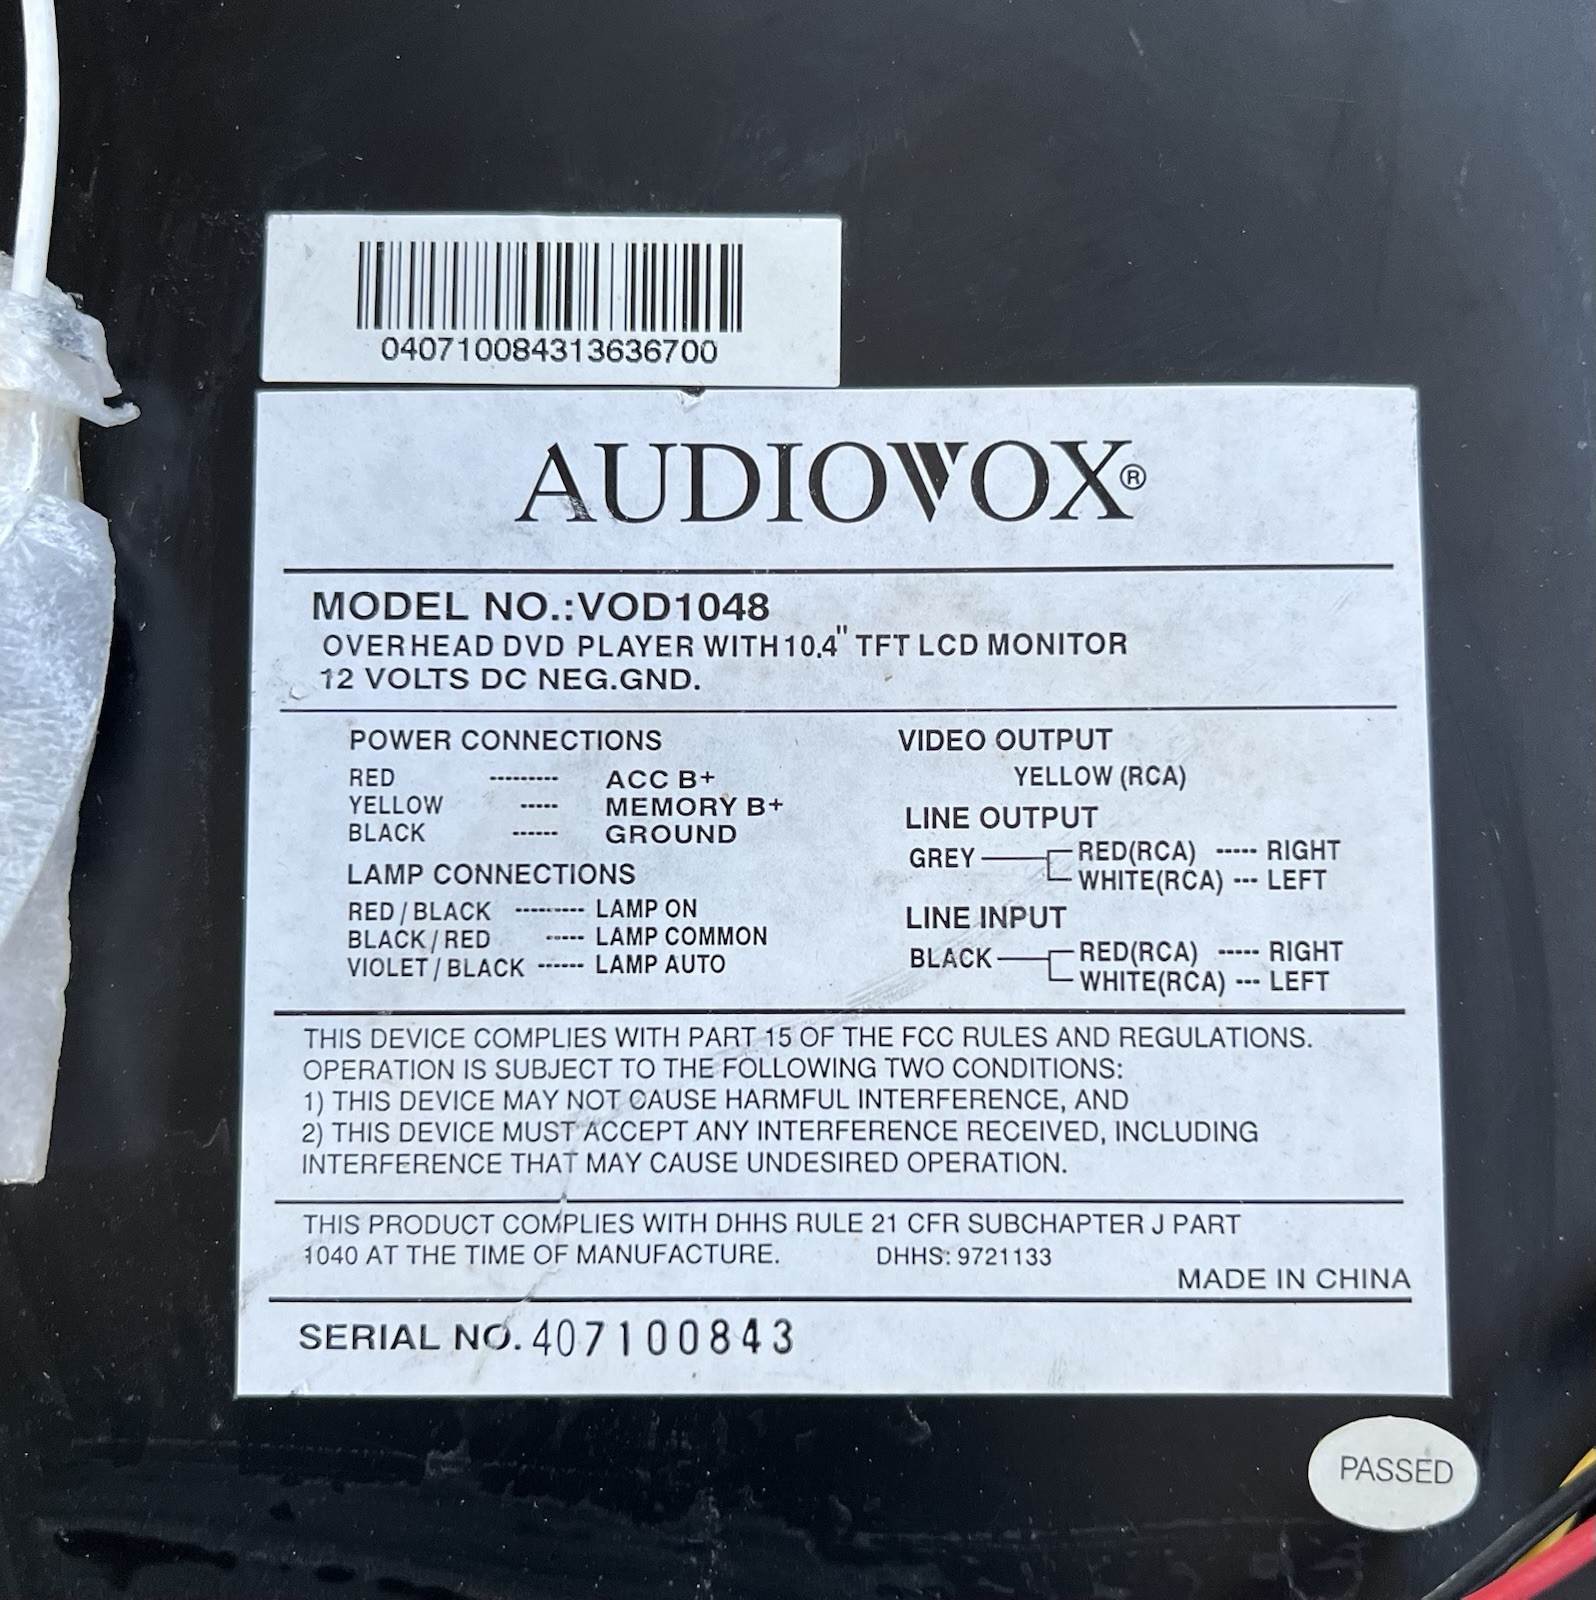 040710084313636700
AUDIOVOX®
MODEL NO.:VOD1048
OVERHEAD DVD PLAYER WITH 10.4" TFT LCD MONITOR
12 VOLTS DC NEG.GND.
POWER CONNECTIONS
RED --------- ACC B+
YELLOW ----- MEMORY B+
BLACK ------ GROUND
LAMP CONNECTIONS
RED / BLACK --------- LAMP ON
BLACK / RED ----- LAMP COMMON
VIOLET / BLACK ------ LAMP AUTO
VIDEO OUTPUT
YELLOW (RCA)
LINE OUTPUT
GREY RED(RCA) ----- RIGHT
WHITE(RCA) --- LEFT
LINE INPUT
BLACK RED(RCA) ----- RIGHT
WHITE(RCA) --- LEFT
THIS DEVICE COMPLIES WITH PART 15 OF THE FCC RULES AND REGULATIONS.
OPERATION IS SUBJECT TO THE FOLLOWING TWO CONDITIONS:
1) THIS DEVICE MAY NOT CAUSE HARMFUL INTERFERENCE, AND
2) THIS DEVICE MUST ACCEPT ANY INTERFERENCE RECEIVED, INCLUDING
INTERFERENCE THAT MAY CAUSE UNDESIRED OPERATION.
THIS PRODUCT COMPLIES WITH DHHS RULE 21 CFR SUBCHAPTER J PART
1040 AT THE TIME OF MANUFACTURE. DHHS: 9721133
MADE IN CHINA
SERIAL NO. 407100843
PASSED